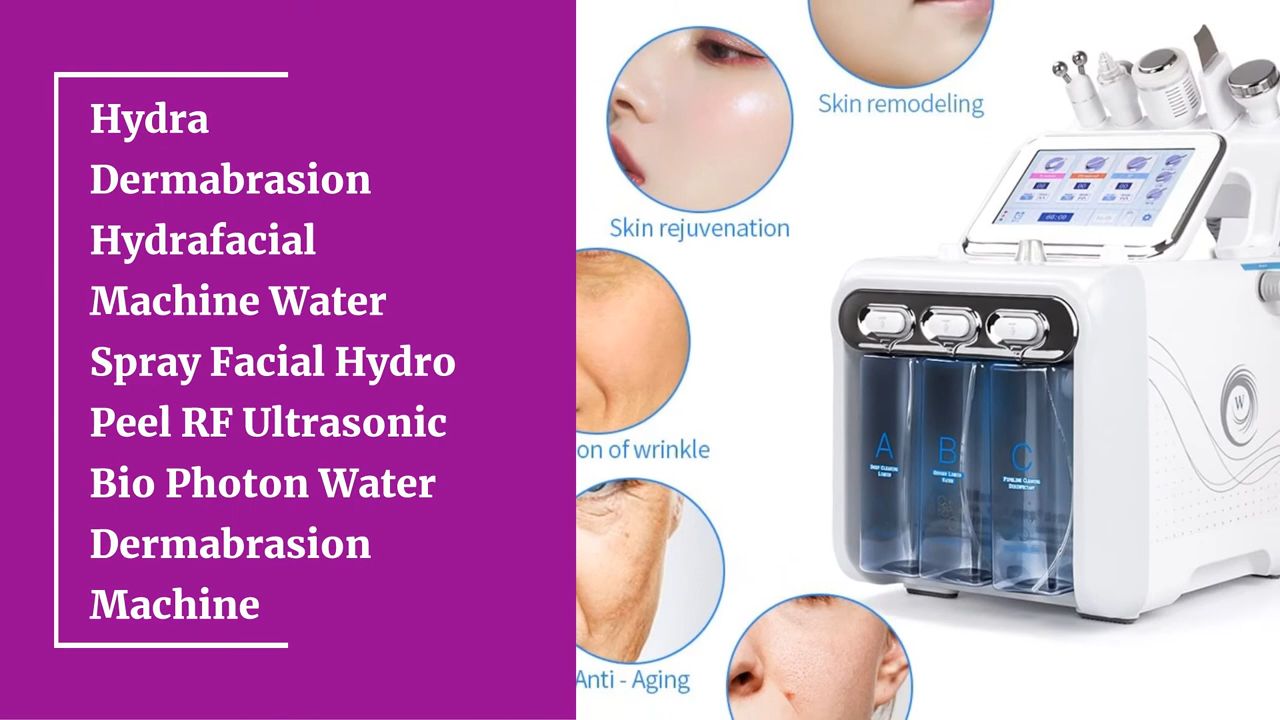 Hydra
Dermabrasion
Hydrafacial
Machine Water
Spray Facial Hydro
Peel RF Ultrasonic
Bio Photon Water
Dermabrasion
Machine
Skin remodeling
Skin rejuvenation
on of wrinkle
Anti - Aging
A
B
C
W